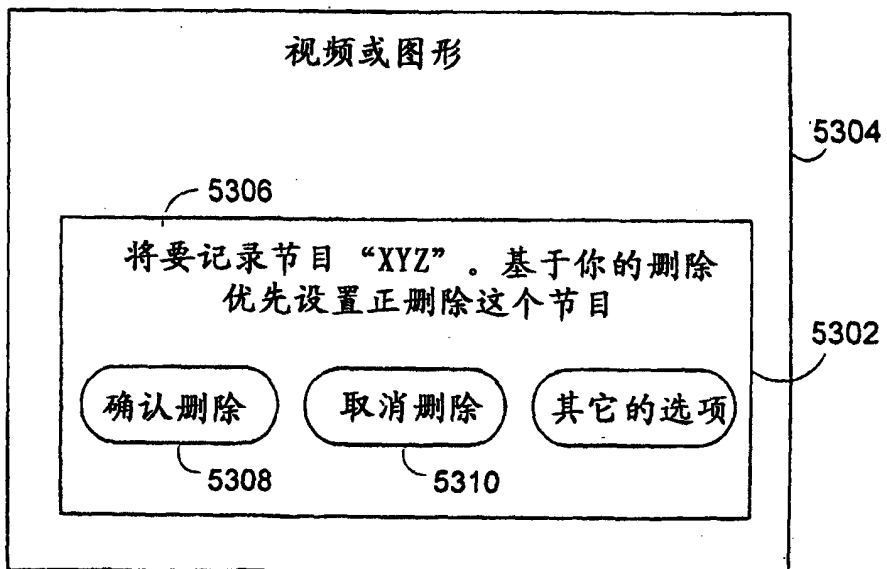 视频或图形
5304
5306
将要记录节目“XYZ”。基于你的删除
优先设置正删除这个节目
5302
确认删除
取消删除
其它的选项
5308
5310